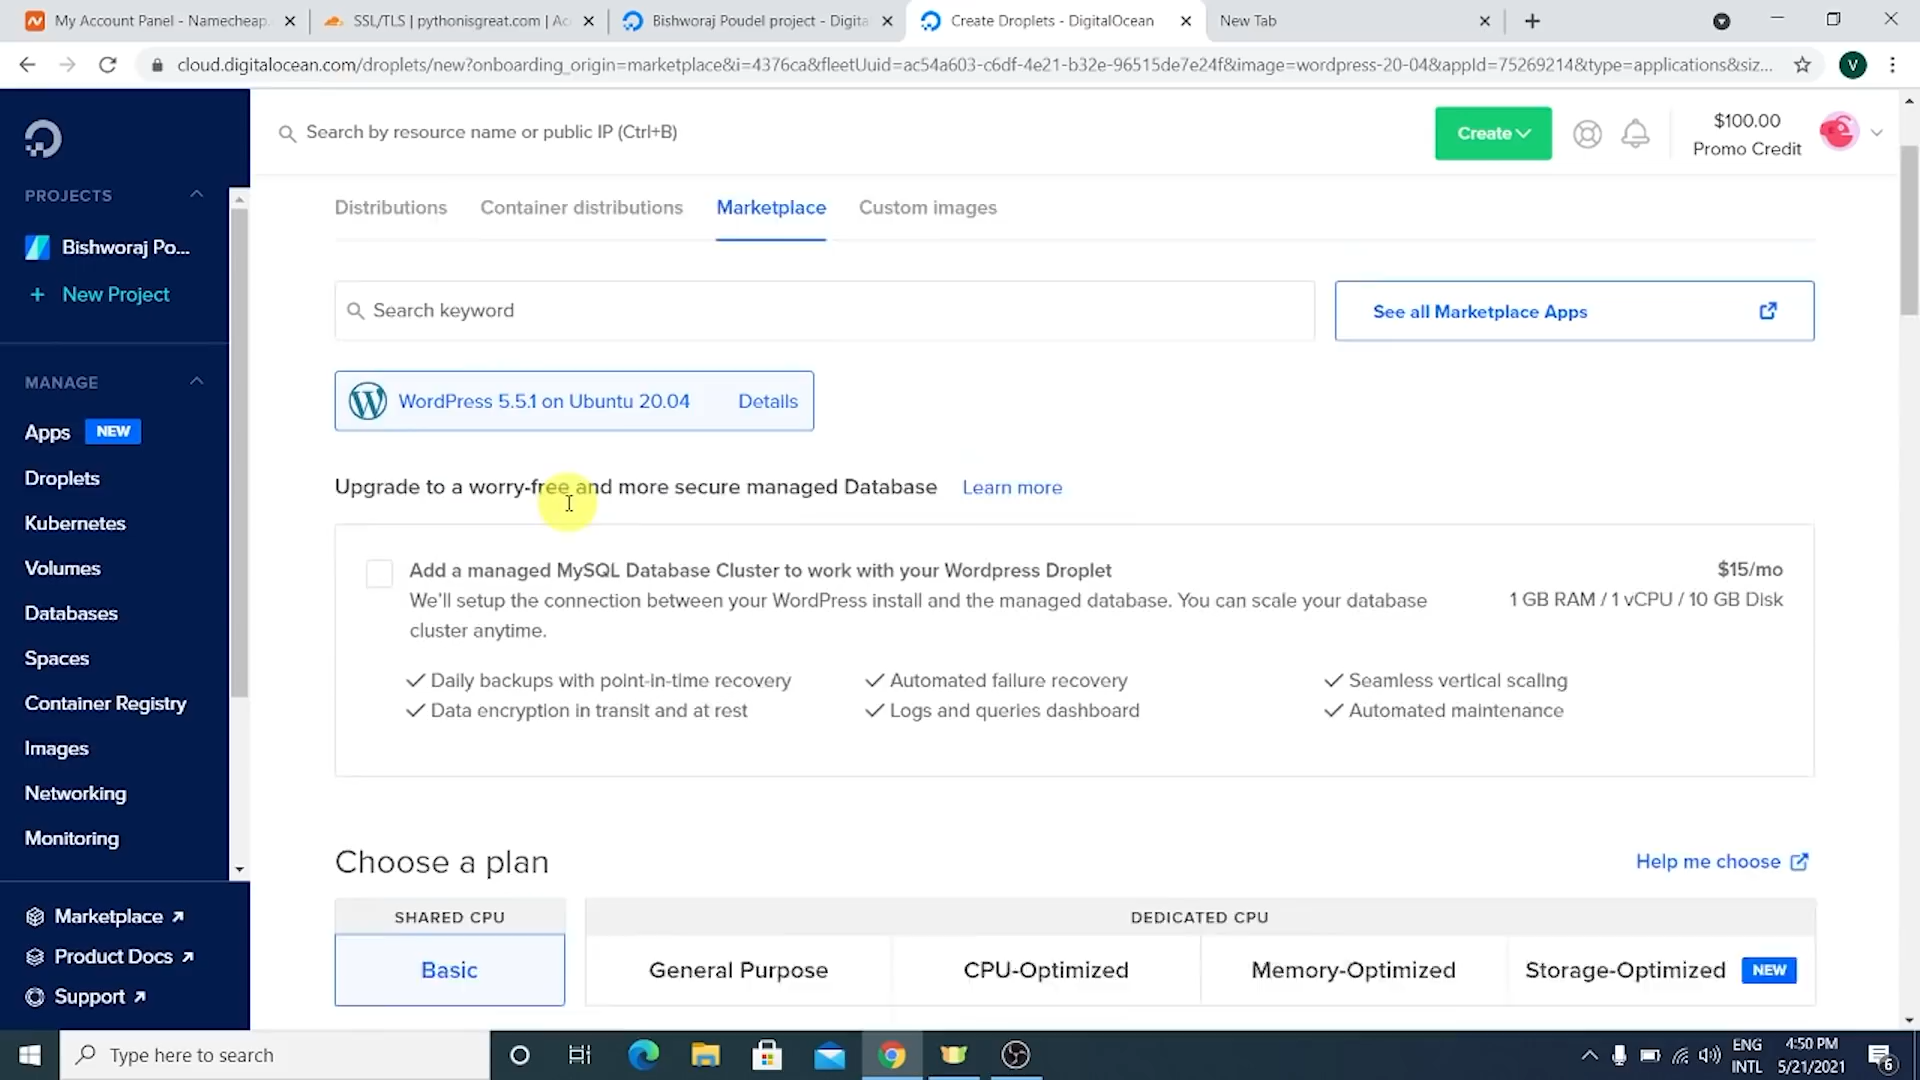 My Account Panel - Namecheap.
SSL/TLS | pythonisgreat.com | Ac
Bishworaj Poudel project - Digita
Create Droplets - DigitalOcean
New Tab
cloud.digitalocean.com/droplets/new?onboarding_origin=marketplace&i=4376ca&fleetUuid=ac54a603-c6df-4e21-b32e-96515de7e24f&image=wordpress-20-04&appId=75269214&type=applications&siz...
V
Search by resource name or public IP (Ctrl+B)
Create
$100.00
Promo Credit
PROJECTS
Bishworaj Po...
+ New Project
MANAGE
Apps NEW
Droplets
Kubernetes
Volumes
Databases
Spaces
Container Registry
Images
Networking
Monitoring
Marketplace
Product Docs
Support
Distributions
Container distributions
Marketplace
Custom images
Search keyword
See all Marketplace Apps
WordPress 5.5.1 on Ubuntu 20.04
Details
Upgrade to a worry-free and more secure managed Database Learn more
Add a managed MySQL Database Cluster to work with your Wordpress Droplet
$15/mo
We'll setup the connection between your WordPress install and the managed database. You can scale your database
cluster anytime.
1 GB RAM / 1 vCPU / 10 GB Disk
Daily backups with point-in-time recovery
Automated failure recovery
Seamless vertical scaling
Data encryption in transit and at rest
Logs and queries dashboard
Automated maintenance
Choose a plan
Help me choose
SHARED CPU
DEDICATED CPU
Basic
General Purpose
CPU-Optimized
Memory-Optimized
Storage-Optimized NEW
Type here to search
ENG
INTL
4:50 PM
5/21/2021
6